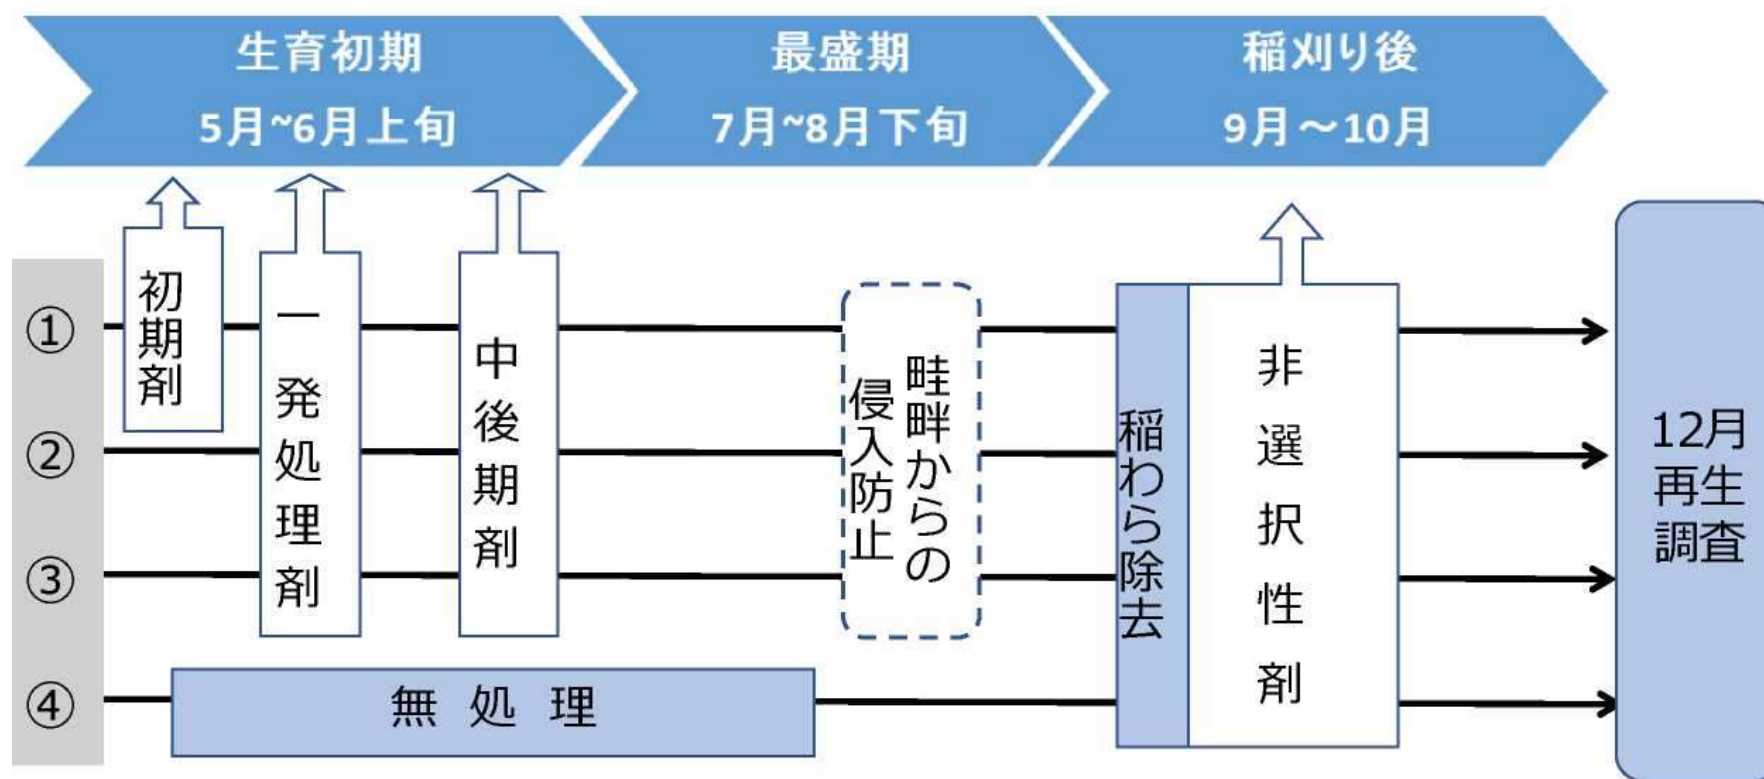 生育初期
5月~6月上旬
最盛期
7月~8月下旬
稲刈り後
9月～10月
①
②
③
④
初期剤
一発処理剤
中後期剤
畦畔からの
侵入防止
稲わら除去
非選択性剤
無処理
12月
再生
調査